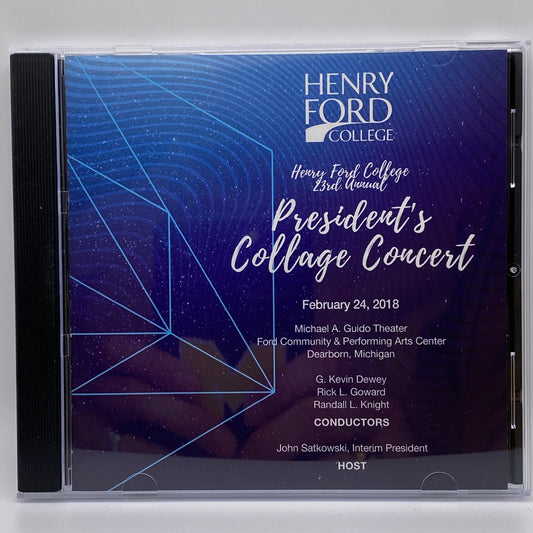 HENRY
FORD
COLLEGE
Henry Ford College
23rd Annual
President's
Collage Concert
February 24, 2018
Michael A. Guido Theater
Ford Community & Performing Arts Center
Dearborn, Michigan
G. Kevin Dewey
Rick L. Goward
Randall L. Knight
CONDUCTORS
John Satkowski, Interim President
HOST